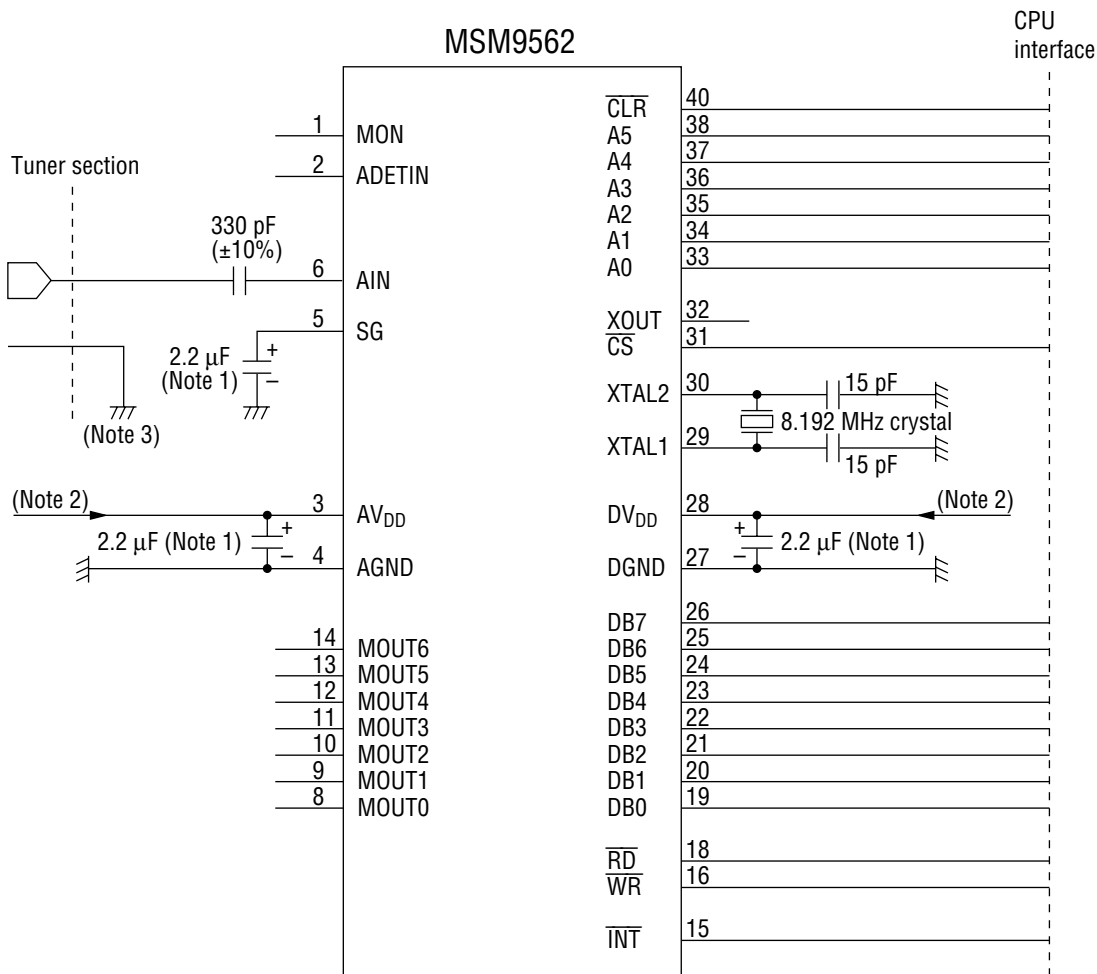 CPU
interface
MSM9562
Tuner section
1 MON
2 ADETIN
330 pF
(±10%)
6 AIN
5 SG
2.2 μF
(Note 1)
+
–
(Note 3)
(Note 2)
3 AVDD
2.2 μF (Note 1)
+
–
4 AGND
14 MOUT6
13 MOUT5
12 MOUT4
11 MOUT3
10 MOUT2
9 MOUT1
8 MOUT0
C̅L̅R̅ 40
A5 38
A4 37
A3 36
A2 35
A1 34
A0 33
XOUT 32
C̅S̅ 31
XTAL2 30
15 pF
8.192 MHz crystal
XTAL1 29
15 pF
DVDD 28
(Note 2)
+
–
2.2 μF (Note 1)
DGND 27
DB7 26
DB6 25
DB5 24
DB4 23
DB3 22
DB2 21
DB1 20
DB0 19
R̅D̅ 18
W̅R̅ 16
I̅N̅T̅ 15